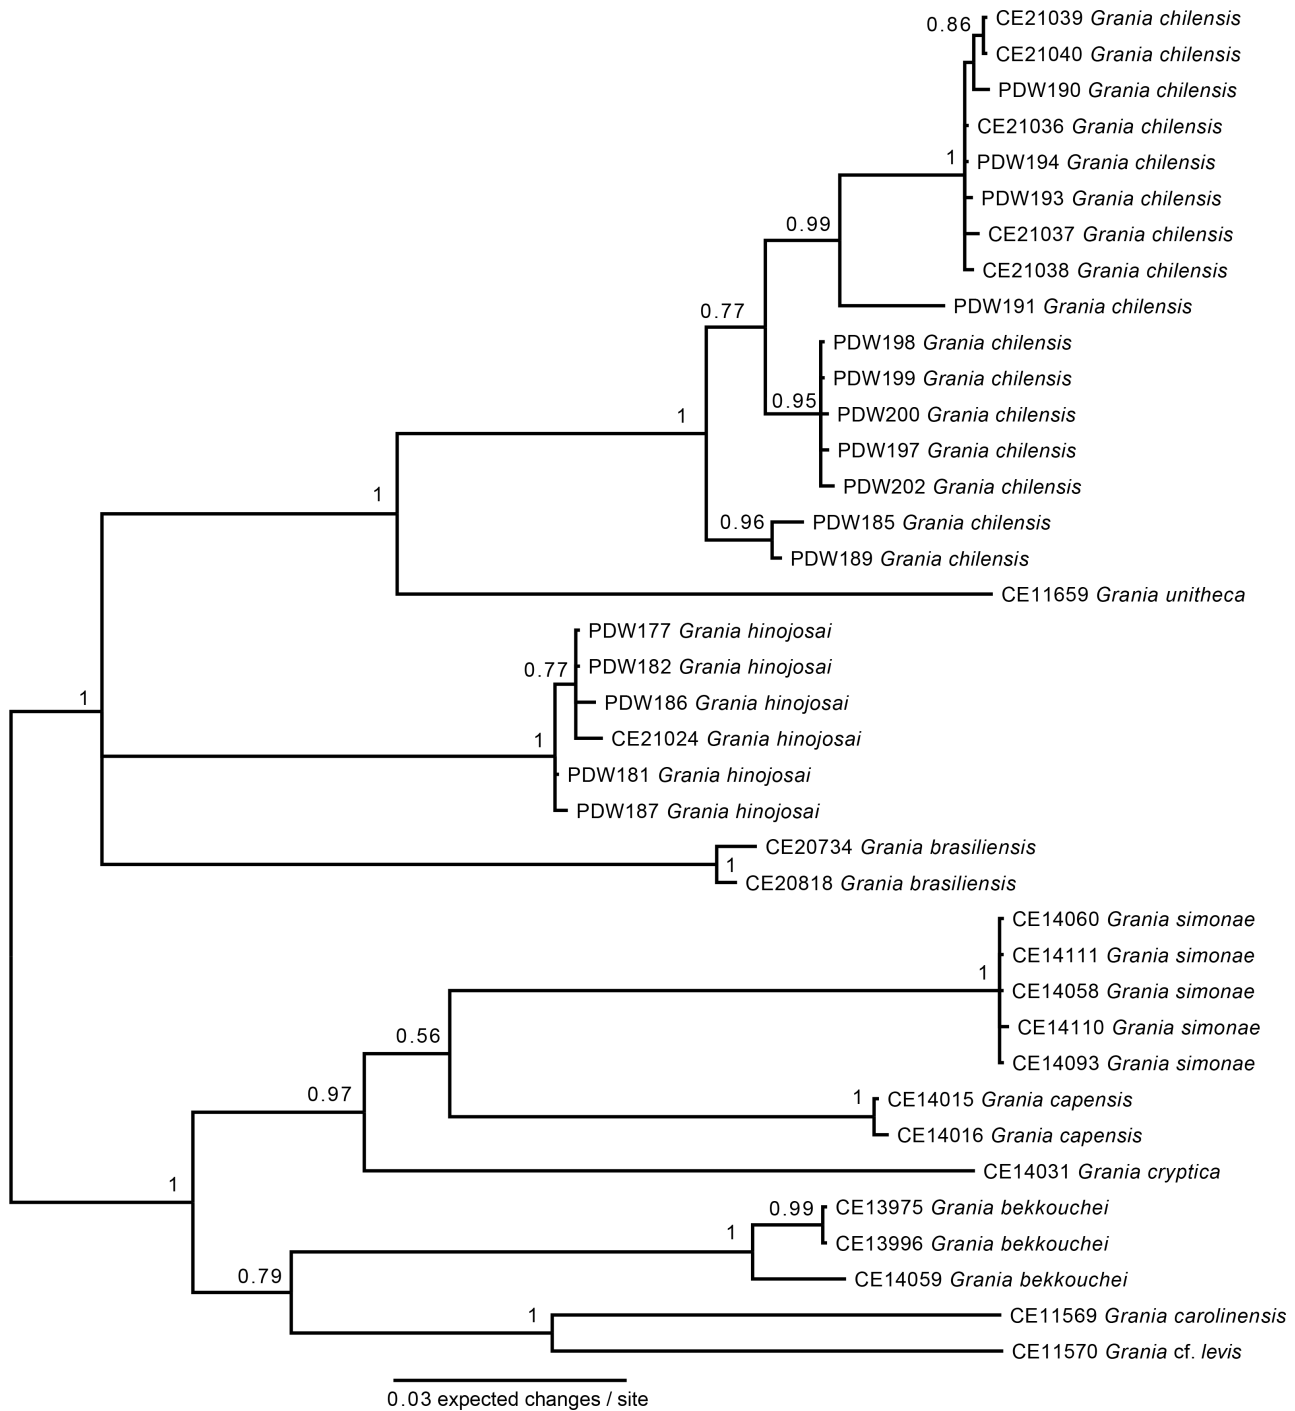 CE21039 Grania chilensis
0.86
CE21040 Grania chilensis
PDW190 Grania chilensis
CE21036 Grania chilensis
1
PDW194 Grania chilensis
PDW193 Grania chilensis
0.99
CE21037 Grania chilensis
CE21038 Grania chilensis
PDW191 Grania chilensis
0.77
PDW198 Grania chilensis
PDW199 Grania chilensis
0.95
PDW200 Grania chilensis
1
PDW197 Grania chilensis
PDW202 Grania chilensis
1
0.96
PDW185 Grania chilensis
PDW189 Grania chilensis
CE11659 Grania unitheca
PDW177 Grania hinojosai
0.77
PDW182 Grania hinojosai
1
PDW186 Grania hinojosai
1
CE21024 Grania hinojosai
PDW181 Grania hinojosai
PDW187 Grania hinojosai
CE20734 Grania brasiliensis
1
CE20818 Grania brasiliensis
CE14060 Grania simonae
CE14111 Grania simonae
1
CE14058 Grania simonae
CE14110 Grania simonae
0.56
CE14093 Grania simonae
0.97
1
CE14015 Grania capensis
CE14016 Grania capensis
CE14031 Grania cryptica
1
0.99
CE13975 Grania bekkouchei
1
CE13996 Grania bekkouchei
0.79
CE14059 Grania bekkouchei
1
CE11569 Grania carolinensis
CE11570 Grania cf. levis
0.03 expected changes / site